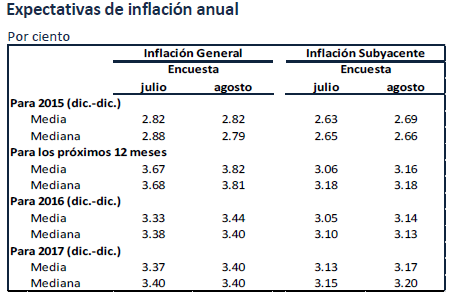 Expectativas de inflación anual
Por ciento
Inflación General Inflación Subyacente
Encuesta Encuesta
julio agosto julio agosto
Para 2015 (dic.-dic.)
Media 2.82 2.82 2.63 2.69
Mediana 2.88 2.79 2.65 2.66
Para los próximos 12 meses
Media 3.67 3.82 3.06 3.16
Mediana 3.68 3.81 3.18 3.18
Para 2016 (dic.-dic.)
Media 3.33 3.44 3.05 3.14
Mediana 3.38 3.40 3.10 3.13
Para 2017 (dic.-dic.)
Media 3.37 3.40 3.13 3.17
Mediana 3.40 3.40 3.15 3.20